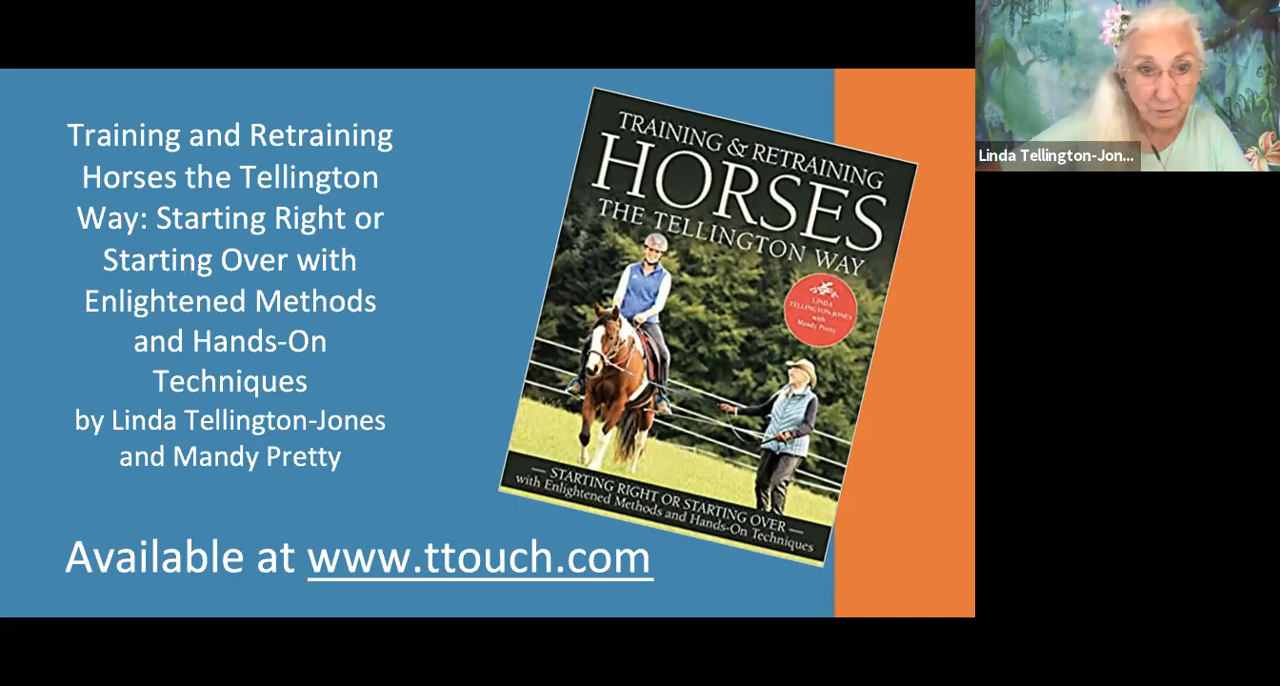 Training and Retraining
Horses the Tellington
Way: Starting Right or
Starting Over with
Enlightened Methods
and Hands-On
Techniques
by Linda Tellington-Jones
and Mandy Pretty
Available at www.ttouch.com
TRAINING & RETRAINING
HORSES
THE TELLINGTON WAY
LINDA
TELLINGTON-JONES
with
Mandy Pretty
— STARTING RIGHT OR STARTING OVER —
with Enlightened Methods and Hands-On Techniques
Linda Tellington-Jon...